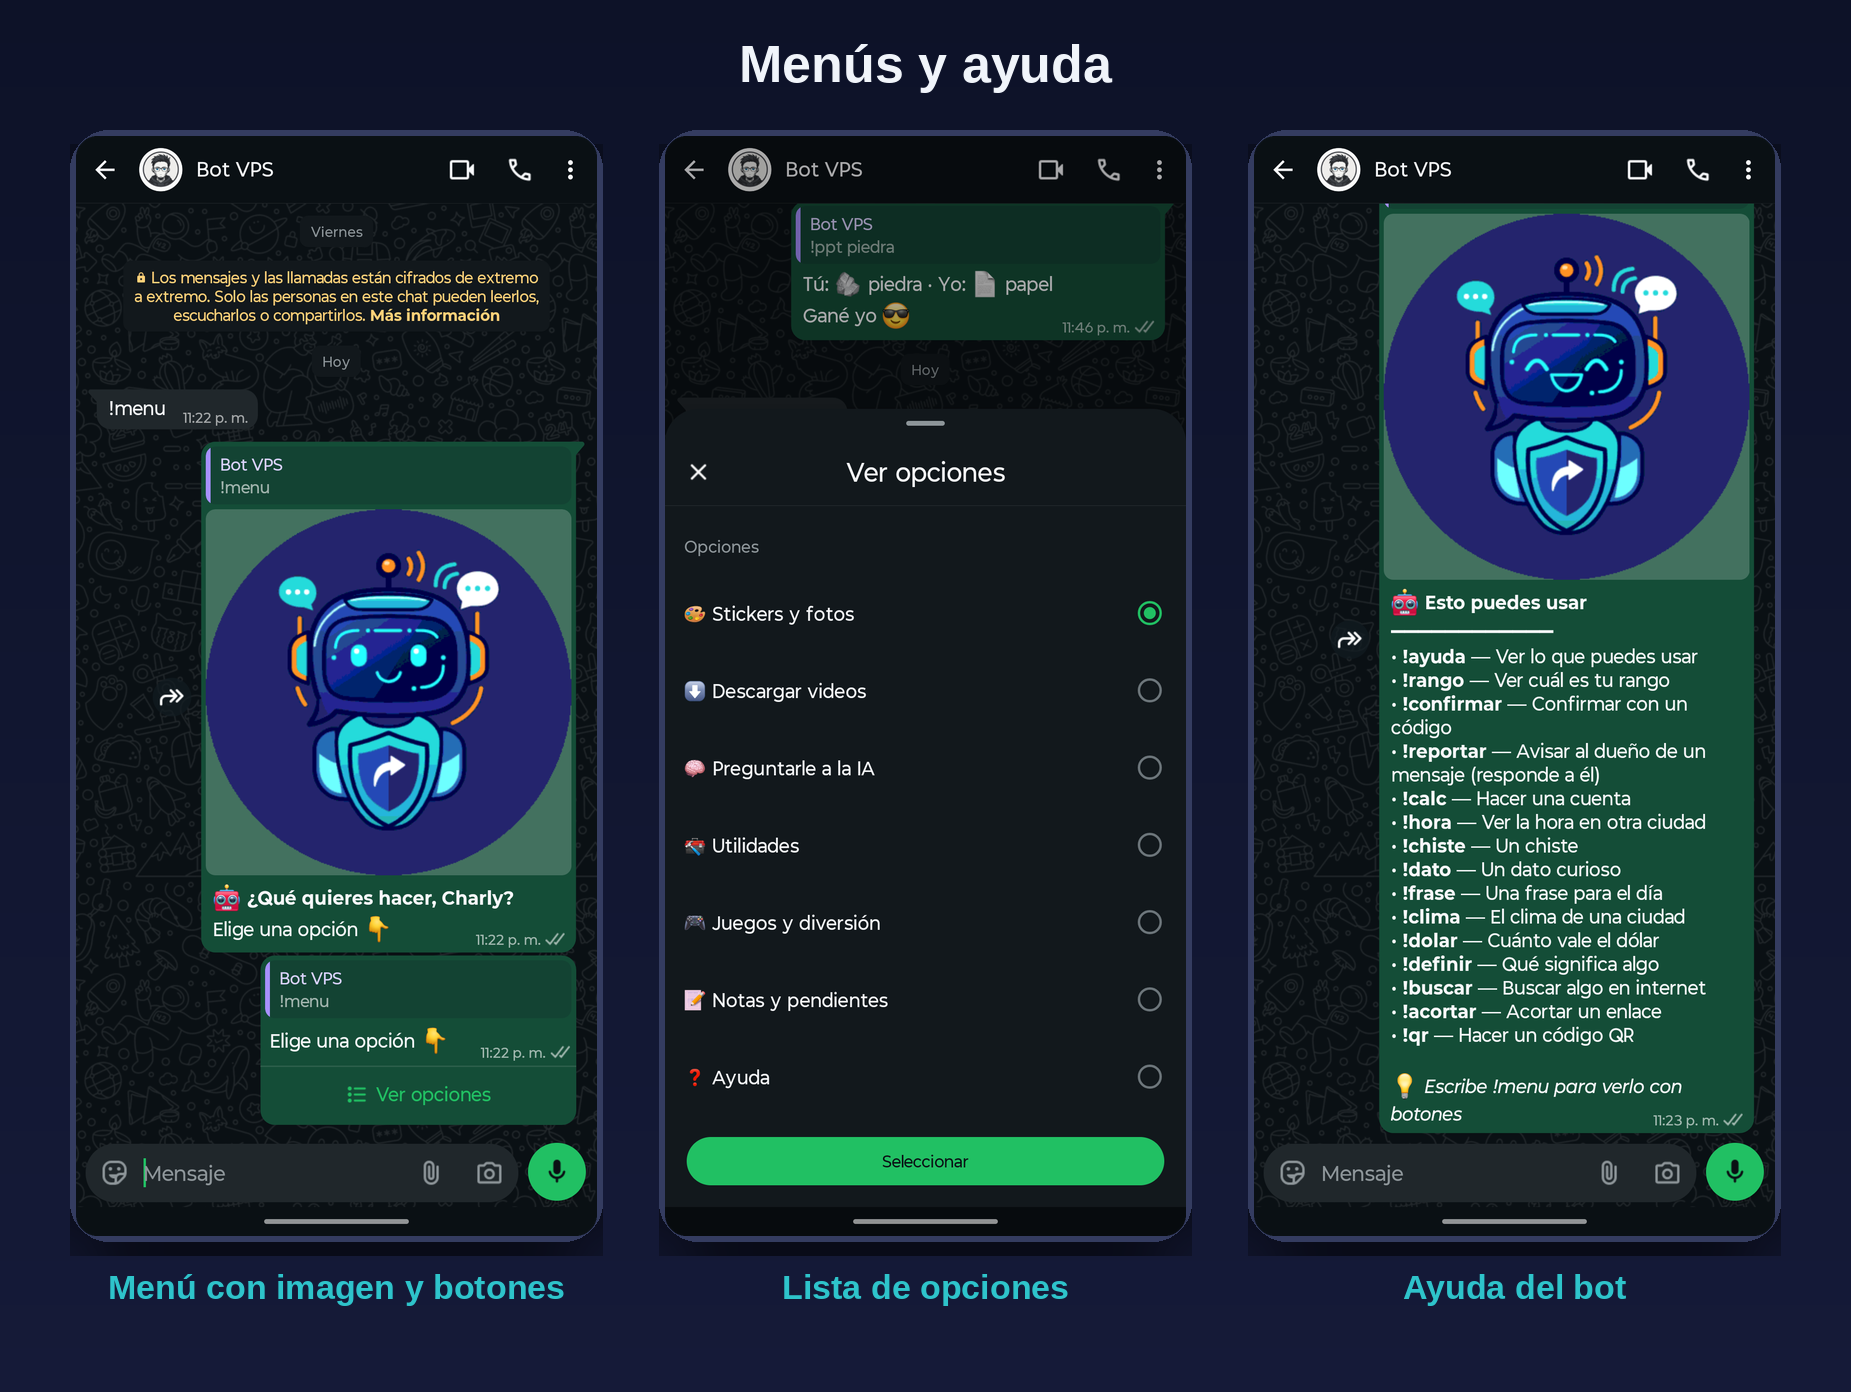 Menús y ayuda
Bot VPS
Viernes
Los mensajes y las llamadas están cifrados de extremo
a extremo. Solo las personas en este chat pueden leerlos,
escucharlos o compartirlos. Más información
Hoy
!menu 11:22 p. m.
Bot VPS
!menu
🤖 ¿Qué quieres hacer, Charly?
Elige una opción 👇 11:22 p. m.
Bot VPS
!menu
Elige una opción 👇 11:22 p. m.
Ver opciones
Mensaje
Menú con imagen y botones
Bot VPS
Bot VPS
!ppt piedra
Tú: 🪨 piedra · Yo: 📄 papel
Gané yo 😎 11:46 p. m.
Hoy
Ver opciones
Opciones
🎨 Stickers y fotos
⬇️ Descargar videos
🧠 Preguntarle a la IA
🧰 Utilidades
🎮 Juegos y diversión
📝 Notas y pendientes
❓ Ayuda
Seleccionar
Lista de opciones
Bot VPS
🤖 Esto puedes usar
• !ayuda — Ver lo que puedes usar
• !rango — Ver cuál es tu rango
• !confirmar — Confirmar con un
código
• !reportar — Avisar al dueño de un
mensaje (responde a él)
• !calc — Hacer una cuenta
• !hora — Ver la hora en otra ciudad
• !chiste — Un chiste
• !dato — Un dato curioso
• !frase — Una frase para el día
• !clima — El clima de una ciudad
• !dolar — Cuánto vale el dólar
• !definir — Qué significa algo
• !buscar — Buscar algo en internet
• !acortar — Acortar un enlace
• !qr — Hacer un código QR
💡 Escribe !menu para verlo con
botones 11:23 p. m.
Mensaje
Ayuda del bot